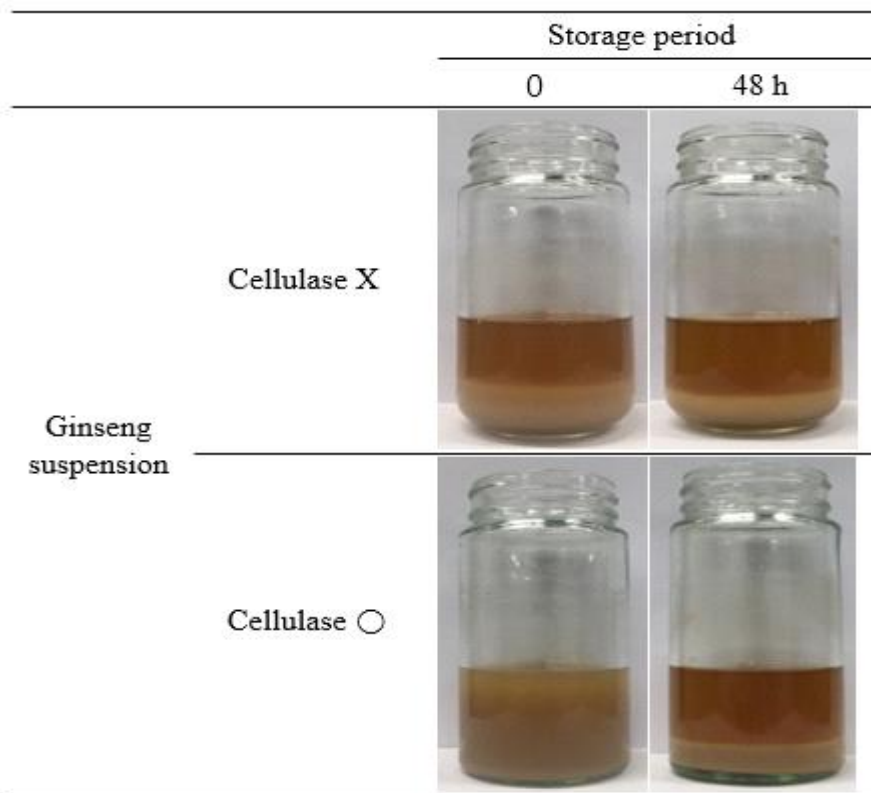 Storage period
0
48 h
Cellulase X
Ginseng
suspension
Cellulase ○